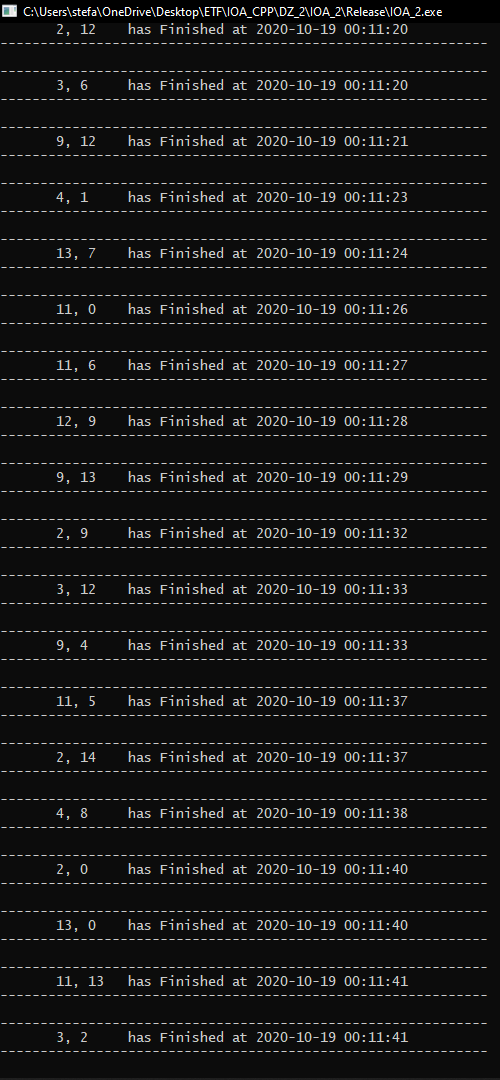 C:\Users\stefa\OneDrive\Desktop\ETF\IOA_CPP\DZ_2\IOA_2\Release\IOA_2.exe
2, 12 has Finished at 2020-10-19 00:11:20
--------------------------------------------------------------
--------------------------------------------------------------
3, 6 has Finished at 2020-10-19 00:11:20
--------------------------------------------------------------
--------------------------------------------------------------
9, 12 has Finished at 2020-10-19 00:11:21
--------------------------------------------------------------
--------------------------------------------------------------
4, 1 has Finished at 2020-10-19 00:11:23
--------------------------------------------------------------
--------------------------------------------------------------
13, 7 has Finished at 2020-10-19 00:11:24
--------------------------------------------------------------
--------------------------------------------------------------
11, 0 has Finished at 2020-10-19 00:11:26
--------------------------------------------------------------
--------------------------------------------------------------
11, 6 has Finished at 2020-10-19 00:11:27
--------------------------------------------------------------
--------------------------------------------------------------
12, 9 has Finished at 2020-10-19 00:11:28
--------------------------------------------------------------
--------------------------------------------------------------
9, 13 has Finished at 2020-10-19 00:11:29
--------------------------------------------------------------
--------------------------------------------------------------
2, 9 has Finished at 2020-10-19 00:11:32
--------------------------------------------------------------
--------------------------------------------------------------
3, 12 has Finished at 2020-10-19 00:11:33
--------------------------------------------------------------
--------------------------------------------------------------
9, 4 has Finished at 2020-10-19 00:11:33
--------------------------------------------------------------
--------------------------------------------------------------
11, 5 has Finished at 2020-10-19 00:11:37
--------------------------------------------------------------
--------------------------------------------------------------
2, 14 has Finished at 2020-10-19 00:11:37
--------------------------------------------------------------
--------------------------------------------------------------
4, 8 has Finished at 2020-10-19 00:11:38
--------------------------------------------------------------
--------------------------------------------------------------
2, 0 has Finished at 2020-10-19 00:11:40
--------------------------------------------------------------
--------------------------------------------------------------
13, 0 has Finished at 2020-10-19 00:11:40
--------------------------------------------------------------
--------------------------------------------------------------
11, 13 has Finished at 2020-10-19 00:11:41
--------------------------------------------------------------
--------------------------------------------------------------
3, 2 has Finished at 2020-10-19 00:11:41
--------------------------------------------------------------